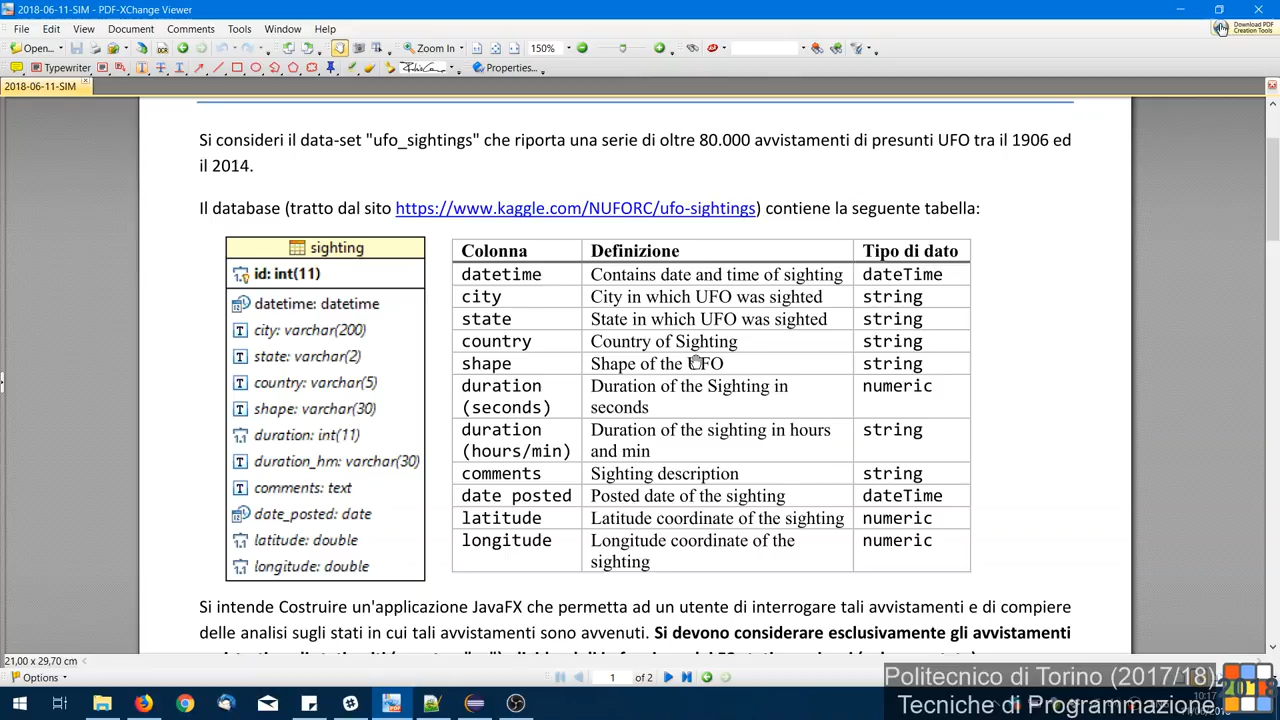 2018-06-11-SIM - PDF-XChange Viewer
File Edit View Document Comments Tools Window Help
Open... Zoom In 150% Download PDF Creation Tools
Typewriter Properties...
2018-06-11-SIM
Si consideri il data-set "ufo_sightings" che riporta una serie di oltre 80.000 avvistamenti di presunti UFO tra il 1906 ed
il 2014.
Il database (tratto dal sito https://www.kaggle.com/NUFORC/ufo-sightings) contiene la seguente tabella:
sighting
id: int(11)
datetime: datetime
city: varchar(200)
state: varchar(2)
country: varchar(5)
shape: varchar(30)
duration: int(11)
duration_hm: varchar(30)
comments: text
date_posted: date
latitude: double
longitude: double
Colonna Definizione Tipo di dato
datetime Contains date and time of sighting dateTime
city City in which UFO was sighted string
state State in which UFO was sighted string
country Country of Sighting string
shape Shape of the UFO string
duration Duration of the Sighting in numeric
(seconds) seconds
duration Duration of the sighting in hours string
(hours/min) and min
comments Sighting description string
date posted Posted date of the sighting dateTime
latitude Latitude coordinate of the sighting numeric
longitude Longitude coordinate of the numeric
sighting
Si intende Costruire un'applicazione JavaFX che permetta ad un utente di interrogare tali avvistamenti e di compiere
delle analisi sugli stati in cui tali avvistamenti sono avvenuti. Si devono considerare esclusivamente gli avvistamenti
21,00 x 29,70 cm
Options 1 of 2
Politecnico di Torino (2017/18)
Tecniche di Programmazione
2018
10:17